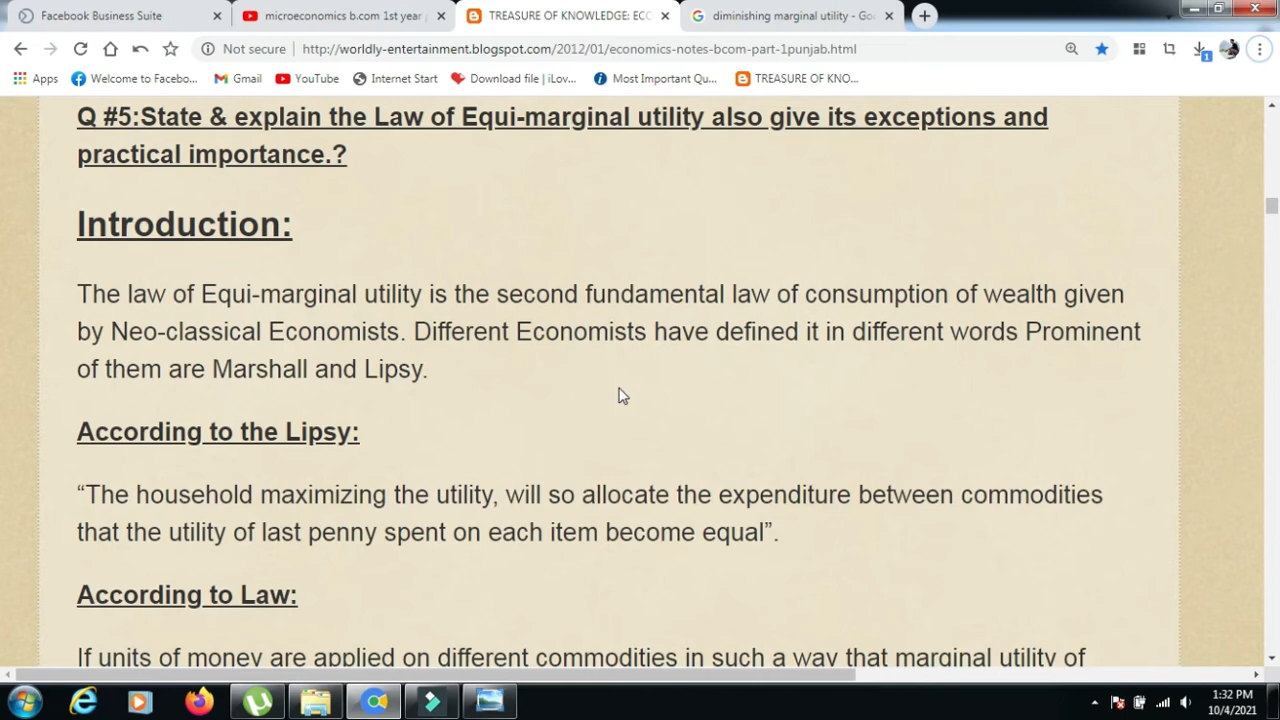 Facebook Business Suite
microeconomics b.com 1st year
TREASURE OF KNOWLEDGE: ECO
diminishing marginal utility - Goo
Not secure | http://worldly-entertainment.blogspot.com/2012/01/economics-notes-bcom-part-1punjab.html
Apps
Welcome to Facebo...
Gmail
YouTube
Internet Start
Download file | iLov...
Most Important Qu...
TREASURE OF KNO...
Q #5:State & explain the Law of Equi-marginal utility also give its exceptions and
practical importance.?
Introduction:
The law of Equi-marginal utility is the second fundamental law of consumption of wealth given
by Neo-classical Economists. Different Economists have defined it in different words Prominent
of them are Marshall and Lipsy.
According to the Lipsy:
“The household maximizing the utility, will so allocate the expenditure between commodities
that the utility of last penny spent on each item become equal”.
According to Law:
If units of money are applied on different commodities in such a way that marginal utility of
1:32 PM
10/4/2021